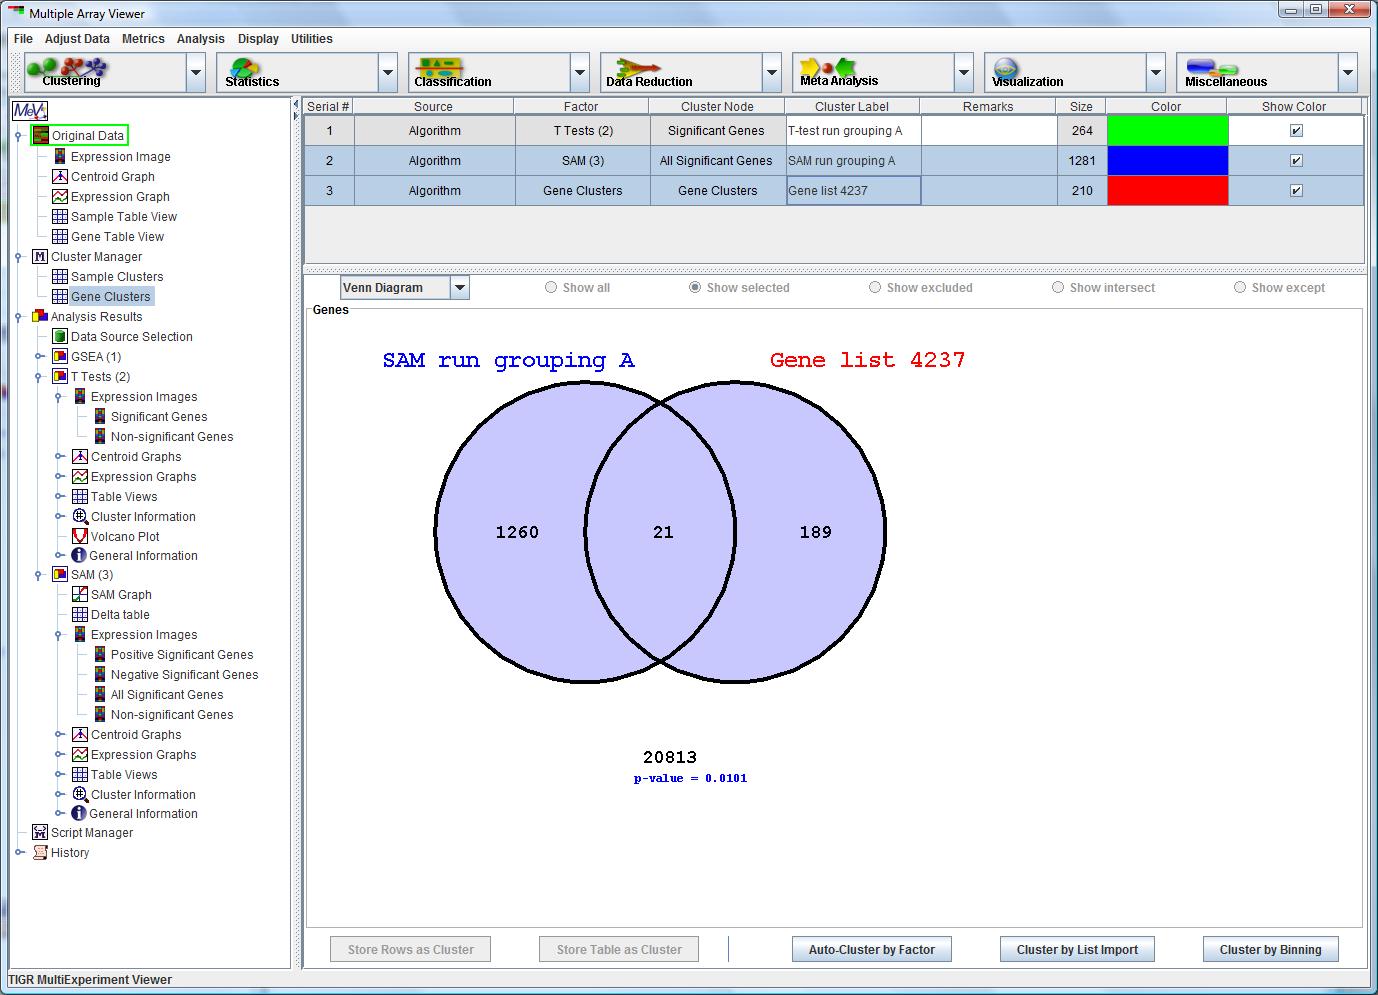 Multiple Array Viewer
File Adjust Data Metrics Analysis Display Utilities
Clustering Statistics Classification Data Reduction Meta Analysis Visualization Miscellaneous
MeV
Original Data
Expression Image
Centroid Graph
Expression Graph
Sample Table View
Gene Table View
Cluster Manager
Sample Clusters
Gene Clusters
Analysis Results
Data Source Selection
GSEA (1)
T Tests (2)
Expression Images
Significant Genes
Non-significant Genes
Centroid Graphs
Expression Graphs
Table Views
Cluster Information
Volcano Plot
General Information
SAM (3)
SAM Graph
Delta table
Expression Images
Positive Significant Genes
Negative Significant Genes
All Significant Genes
Non-significant Genes
Centroid Graphs
Expression Graphs
Table Views
Cluster Information
General Information
Script Manager
History
Serial # Source Factor Cluster Node Cluster Label Remarks Size Color Show Color
1 Algorithm T Tests (2) Significant Genes T-test run grouping A 264
2 Algorithm SAM (3) All Significant Genes SAM run grouping A 1281
3 Algorithm Gene Clusters Gene Clusters Gene list 4237 210
Venn Diagram Show all Show selected Show excluded Show intersect Show except
Genes
SAM run grouping A Gene list 4237
1260 21 189
20813
p-value = 0.0101
Store Rows as Cluster Store Table as Cluster Auto-Cluster by Factor Cluster by List Import Cluster by Binning
TIGR MultiExperiment Viewer